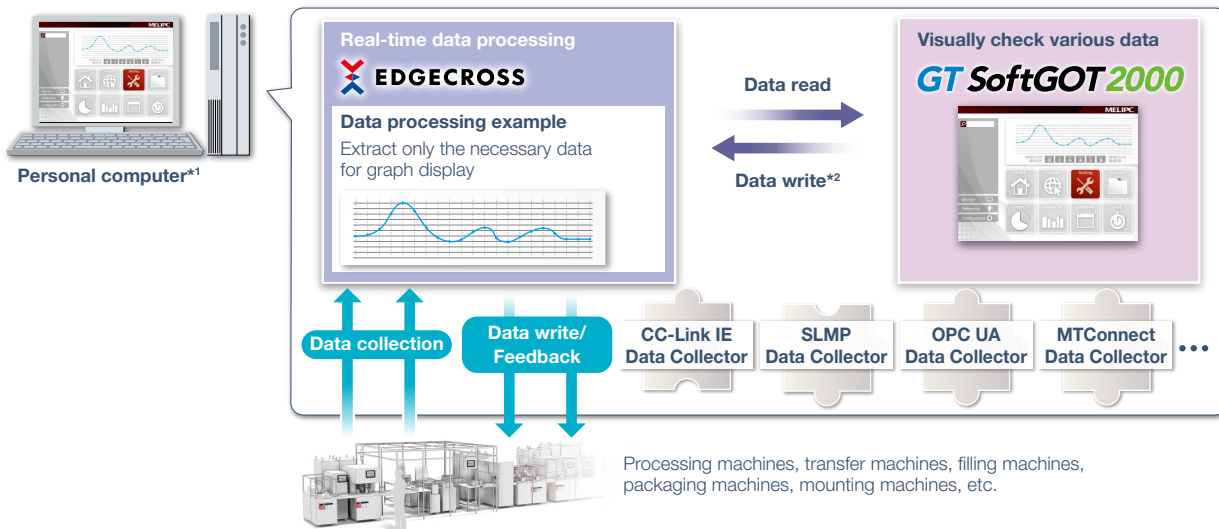 MELIPC
Personal computer*1
Real-time data processing
EDGECROSS
Data processing example
Extract only the necessary data
for graph display
Data read
Data write*2
Visually check various data
GT SoftGOT2000
MELIPC
Data collection
Data write/
Feedback
CC-Link IE
Data Collector
SLMP
Data Collector
OPC UA
Data Collector
MTConnect
Data Collector
•••
Processing machines, transfer machines, filling machines,
packaging machines, mounting machines, etc.